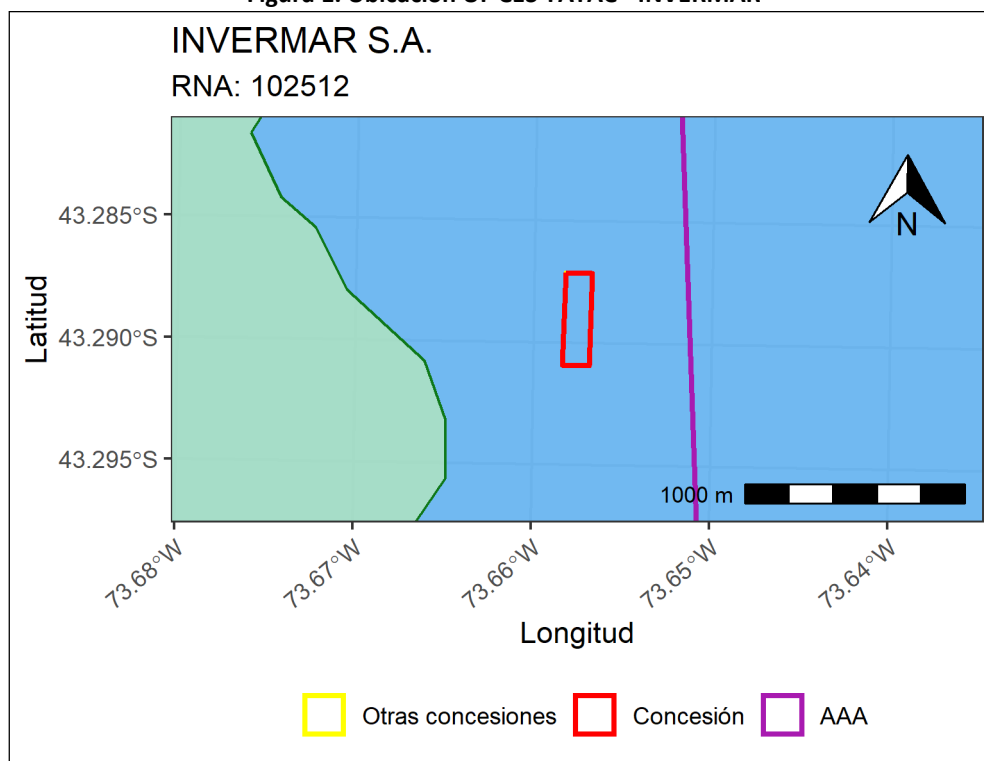 INVERMAR S.A.
RNA: 102512
N
43.285°S
43.290°S
43.295°S
Latitud
1000 m
73.68°W
73.67°W
73.66°W
73.65°W
73.64°W
Longitud
Otras concesiones
Concesión
AAA